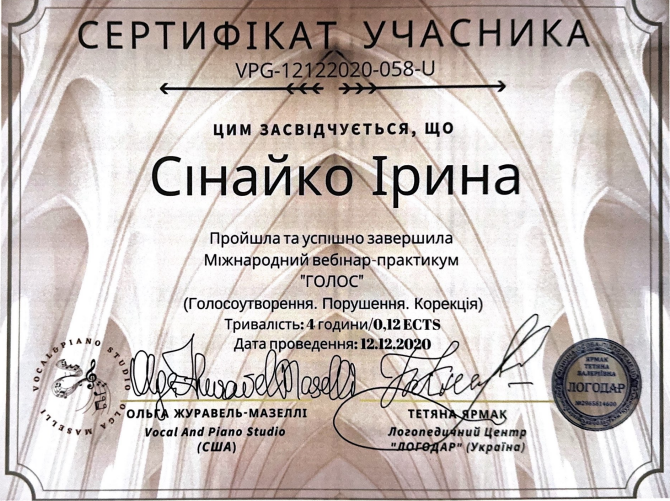 СЕРТИФІКАТ УЧАСНИКА
VPG-12122020-058-U
ЦИМ ЗАСВІДЧУЄТЬСЯ, ЩО
Сінайко Ірина
Пройшла та успішно завершила
Міжнародний вебінар-практикум
"ГОЛОС"
(Голосоутворення. Порушення. Корекція)
Тривалість: 4 години/0,12 ECTS
Дата проведення: 12.12.2020
VOCAL&PIANO STUDIO OLGA MASELLI
ЯРМАК
ТЕТЯНА
ВАЛЕРІЇВНА
ЛОГОДАР
ОЛЬГА ЖУРАВЕЛЬ-МАЗЕЛЛІ
Vocal And Piano Studio
(США)
ТЕТЯНА ЯРМАК
Логопедичний Центр
"ЛОГОДАР" (Україна)